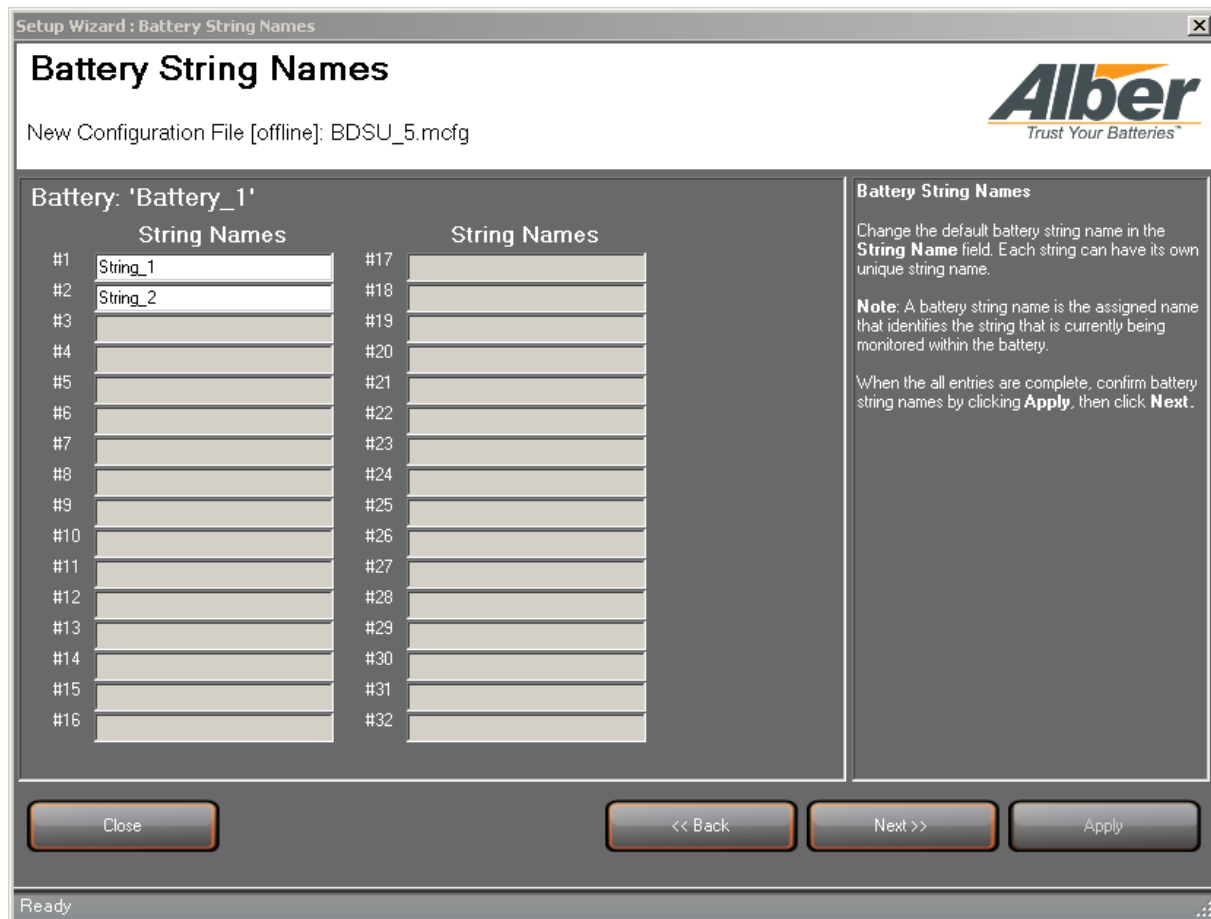 Setup Wizard : Battery String Names
Battery String Names
New Configuration File [offline]: BDSU_5.mcfg
Alber
Trust Your Batteries™
Battery: 'Battery_1'
String Names
#1 String_1
#2 String_2
#3
#4
#5
#6
#7
#8
#9
#10
#11
#12
#13
#14
#15
#16
String Names
#17
#18
#19
#20
#21
#22
#23
#24
#25
#26
#27
#28
#29
#30
#31
#32
Battery String Names
Change the default battery string name in the
String Name field. Each string can have its own
unique string name.
Note: A battery string name is the assigned name
that identifies the string that is currently being
monitored within the battery.
When the all entries are complete, confirm battery
string names by clicking Apply, then click Next.
Close
<< Back
Next >>
Apply
Ready